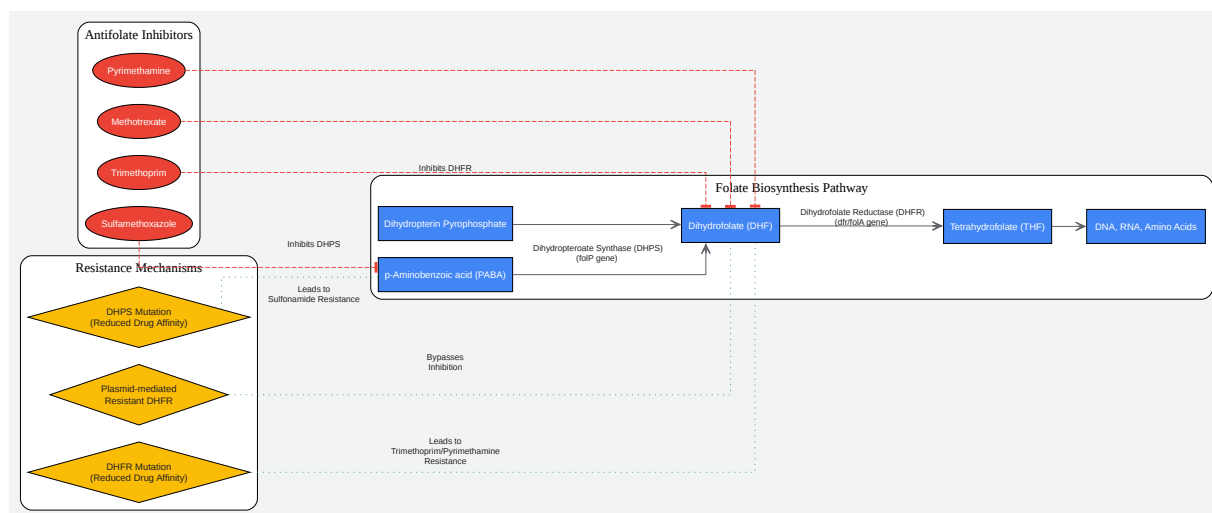 Antifolate Inhibitors
Pyrimethamine
Methotrexate
Trimethoprim
Sulfamethoxazole
Inhibits DHFR
Inhibits DHPS
Folate Biosynthesis Pathway
Dihydropterin Pyrophosphate
Dihydrofolate (DHF)
Dihydrofolate Reductase (DHFR)
(dfr/folA gene)
Tetrahydrofolate (THF)
DNA, RNA, Amino Acids
Dihydropteroate Synthase (DHPS)
(folP gene)
p-Aminobenzoic acid (PABA)
Resistance Mechanisms
Leads to
Sulfonamide Resistance
DHPS Mutation
(Reduced Drug Affinity)
Bypasses
Inhibition
Plasmid-mediated
Resistant DHFR
Leads to
Trimethoprim/Pyrimethamine
Resistance
DHFR Mutation
(Reduced Drug Affinity)